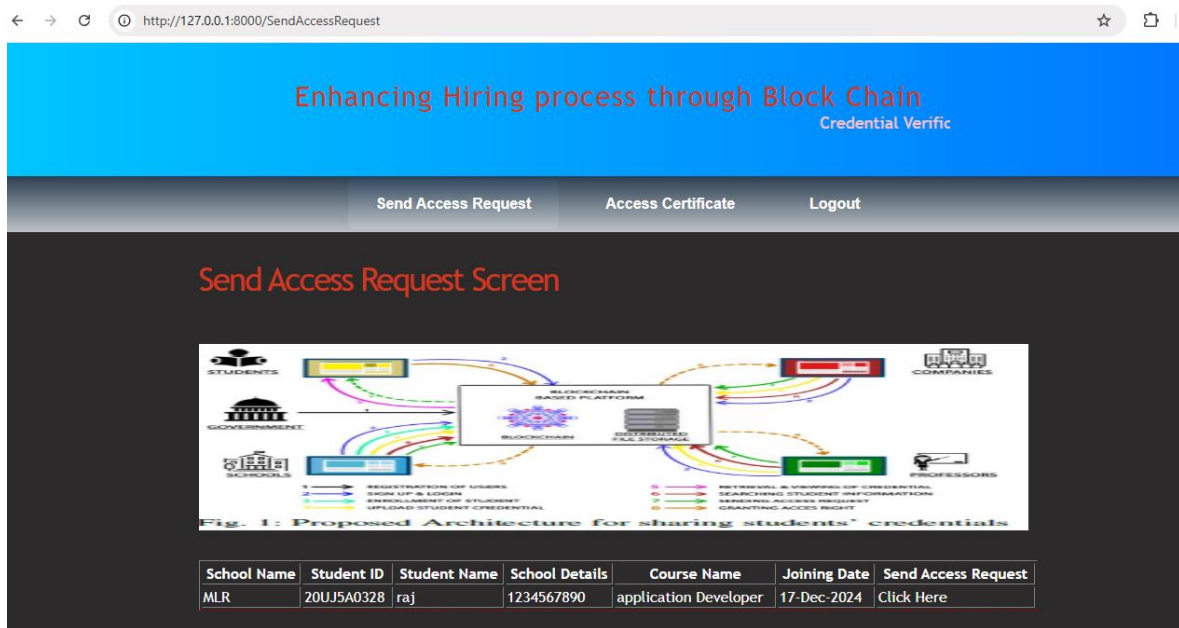 http://127.0.0.1:8000/SendAccessRequest
Enhancing Hiring process through Block Chain
Credential Verific
Send Access Request Access Certificate Logout
Send Access Request Screen
STUDENTS
COMPANIES
BLOCKCHAIN
BASED PLATFORM
GOVERNMENT
BLOCKCHAIN
DISTRIBUTED
FILE STORAGE
SCHOOLS
PROFESSORS
1 REGISTRATION OF USERS
2 SIGN UP & LOGIN
3 ENROLLMENT OF STUDENT
UPLOAD STUDENT CREDENTIAL
5 RETRIEVAL & VIEWING OF CREDENTIAL
6 SEARCHING STUDENT INFORMATION
7 SENDING ACCESS REQUEST
8 GRANTING ACCES RIGHT
Fig. 1: Proposed Architecture for sharing students' credentials
School Name Student ID Student Name School Details Course Name Joining Date Send Access Request
MLR 20UJ5A0328 raj 1234567890 application Developer 17-Dec-2024 Click Here